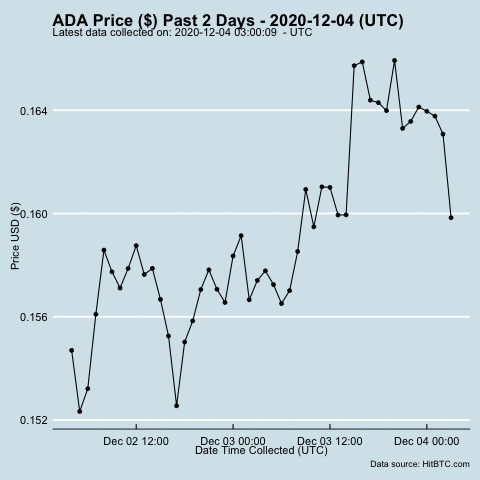 ADA Price ($) Past 2 Days - 2020-12-04 (UTC)
Latest data collected on: 2020-12-04 03:00:09 - UTC
Price USD ($)
0.164
0.160
0.156
0.152
Dec 02 12:00
Dec 03 00:00
Dec 03 12:00
Dec 04 00:00
Date Time Collected (UTC)
Data source: HitBTC.com